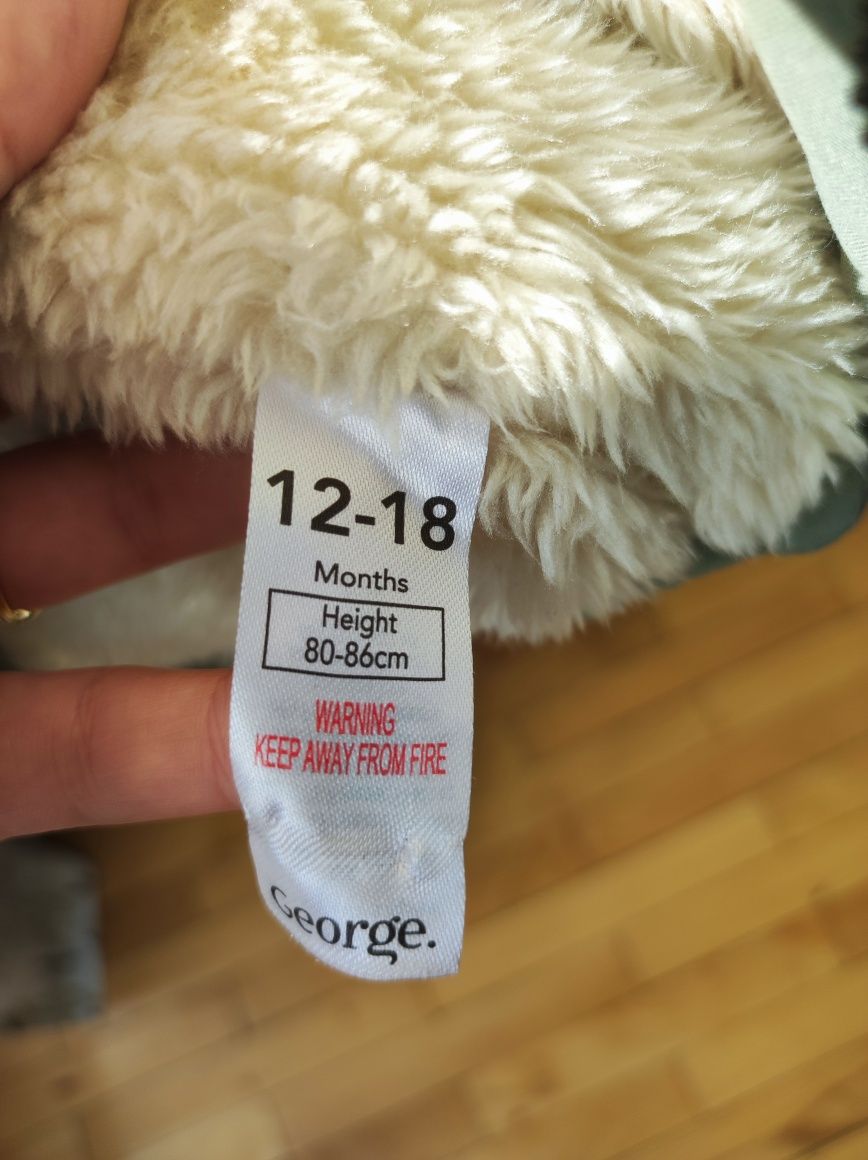 12-18
Months
Height
80-86cm
WARNING
KEEP AWAY FROM FIRE
George.